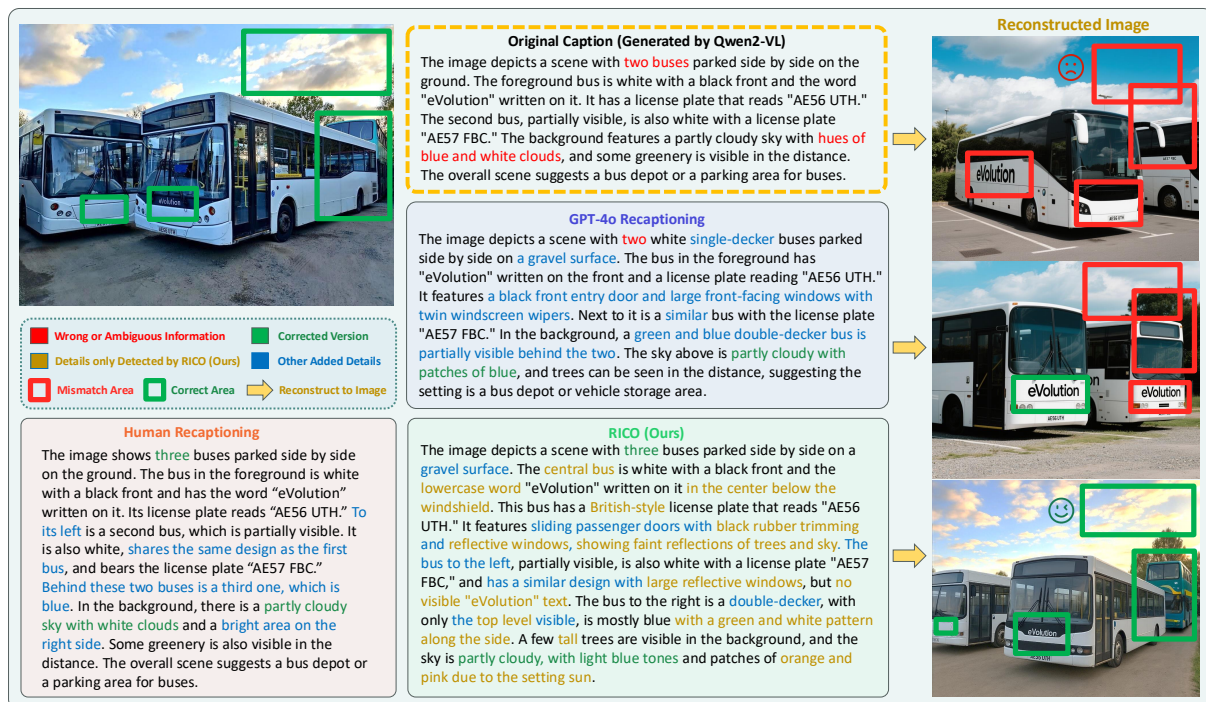 Original Caption (Generated by Qwen2-VL)
The image depicts a scene with two buses parked side by side on the
ground. The foreground bus is white with a black front and the word
"eVolution" written on it. It has a license plate that reads "AE56 UTH."
The second bus, partially visible, is also white with a license plate
"AE57 FBC." The background features a partly cloudy sky with hues of
blue and white clouds, and some greenery is visible in the distance.
The overall scene suggests a bus depot or a parking area for buses.
GPT-4o Recaptioning
The image depicts a scene with two white single-decker buses parked
side by side on a gravel surface. The bus in the foreground has
"eVolution" written on the front and a license plate reading "AE56 UTH."
It features a black front entry door and large front-facing windows with
twin windscreen wipers. Next to it is a similar bus with the license plate
"AE57 FBC." In the background, a green and blue double-decker bus is
partially visible behind the two. The sky above is partly cloudy with
patches of blue, and trees can be seen in the distance, suggesting the
setting is a bus depot or vehicle storage area.
eVolution
AE56 UTH
Wrong or Ambiguous Information
Corrected Version
Details only Detected by RICO (Ours)
Other Added Details
Mismatch Area
Correct Area
Reconstruct to Image
Human Recaptioning
The image shows three buses parked side by side
on the ground. The bus in the foreground is white
with a black front and has the word “eVolution”
written on it. Its license plate reads “AE56 UTH.” To
its left is a second bus, which is partially visible. It
is also white, shares the same design as the first
bus, and bears the license plate “AE57 FBC.”
Behind these two buses is a third one, which is
blue. In the background, there is a partly cloudy
sky with white clouds and a bright area on the
right side. Some greenery is also visible in the
distance. The overall scene suggests a bus depot or
a parking area for buses.
RICO (Ours)
The image depicts a scene with three buses parked side by side on a
gravel surface. The central bus is white with a black front and the
lowercase word "eVolution" written on it in the center below the
windshield. This bus has a British-style license plate that reads "AE56
UTH." It features sliding passenger doors with black rubber trimming
and reflective windows, showing faint reflections of trees and sky. The
bus to the left, partially visible, is also white with a license plate "AE57
FBC," and has a similar design with large reflective windows, but no
visible "eVolution" text. The bus to the right is a double-decker, with
only the top level visible, is mostly blue with a green and white pattern
along the side. A few tall trees are visible in the background, and the
sky is partly cloudy, with light blue tones and patches of orange and
pink due to the setting sun.
Reconstructed Image
eVolution
AE57 FBC
AE56 UTH
eVolution
eVolution
AE56 UTH
eVolution